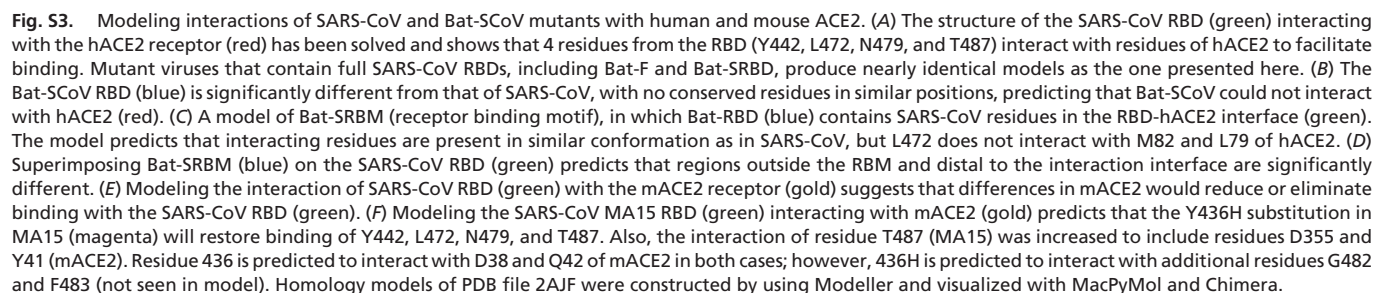 Fig. S3. Modeling interactions of SARS-CoV and Bat-SCoV mutants with human and mouse ACE2. (A) The structure of the SARS-CoV RBD (green) interacting
with the hACE2 receptor (red) has been solved and shows that 4 residues from the RBD (Y442, L472, N479, and T487) interact with residues of hACE2 to facilitate
binding. Mutant viruses that contain full SARS-CoV RBDs, including Bat-F and Bat-SRBD, produce nearly identical models as the one presented here. (B) The
Bat-SCoV RBD (blue) is significantly different from that of SARS-CoV, with no conserved residues in similar positions, predicting that Bat-SCoV could not interact
with hACE2 (red). (C) A model of Bat-SRBM (receptor binding motif), in which Bat-RBD (blue) contains SARS-CoV residues in the RBD-hACE2 interface (green).
The model predicts that interacting residues are present in similar conformation as in SARS-CoV, but L472 does not interact with M82 and L79 of hACE2. (D)
Superimposing Bat-SRBM (blue) on the SARS-CoV RBD (green) predicts that regions outside the RBM and distal to the interaction interface are significantly
different. (E) Modeling the interaction of SARS-CoV RBD (green) with the mACE2 receptor (gold) suggests that differences in mACE2 would reduce or eliminate
binding with the SARS-CoV RBD (green). (F) Modeling the SARS-CoV MA15 RBD (green) interacting with mACE2 (gold) predicts that the Y436H substitution in
MA15 (magenta) will restore binding of Y442, L472, N479, and T487. Also, the interaction of residue T487 (MA15) was increased to include residues D355 and
Y41 (mACE2). Residue 436 is predicted to interact with D38 and Q42 of mACE2 in both cases; however, 436H is predicted to interact with additional residues G482
and F483 (not seen in model). Homology models of PDB file 2AJF were constructed by using Modeller and visualized with MacPyMol and Chimera.